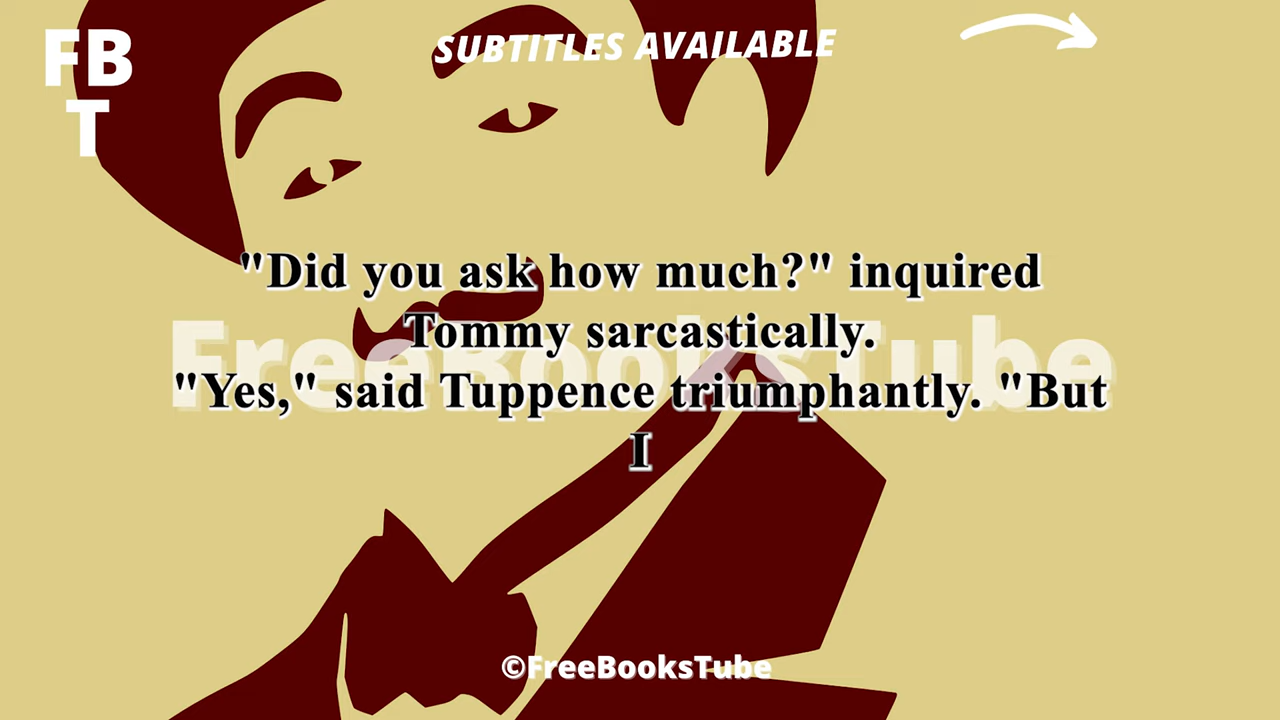 FB
T
SUBTITLES AVAILABLE
"Did you ask how much?" inquired
Tommy sarcastically.
FreeBooksTube
"Yes," said Tuppence triumphantly. "But
I
©FreeBooksTube